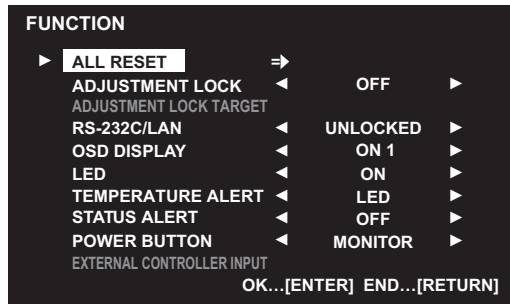 FUNCTION
ALL RESET
ADJUSTMENT LOCK OFF
ADJUSTMENT LOCK TARGET
RS-232C/LAN UNLOCKED
OSD DISPLAY ON 1
LED ON
TEMPERATURE ALERT LED
STATUS ALERT OFF
POWER BUTTON MONITOR
EXTERNAL CONTROLLER INPUT
OK…[ENTER] END…[RETURN]